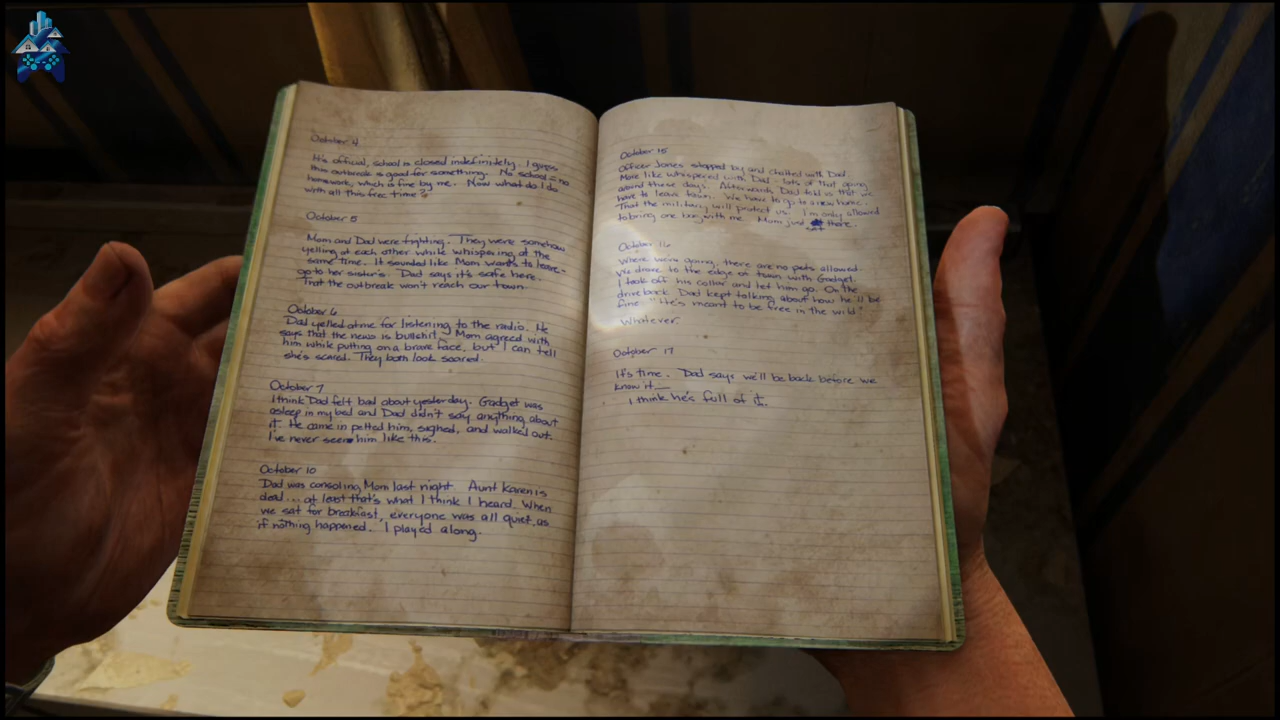 October 4
It's official, school is closed indefinitely. I guess
this outbreak is good for something. No school = no
homework, which is fine by me. Now what do I do
with all this free time?
October 5
Mom and Dad were fighting. They were somehow
yelling at each other while whispering at the
same time. It sounded like Mom wants to leave -
go to her sister's. Dad says it's safe here.
That the outbreak won't reach our town.
October 6
Dad yelled at me for listening to the radio. He
says that the news is bullshit. Mom agreed with
him while putting on a brave face, but I can tell
she's scared. They both look scared.
October 7
I think Dad felt bad about yesterday. Gadget was
asleep in my bed and Dad didn't say anything about
it. He came in petted him, sighed, and walked out.
I've never seen him like this.
October 10
Dad was consoling Mom last night. Aunt Karen is
dead... at least that's what I think I heard. When
we sat for breakfast, everyone was all quiet, as
if nothing happened. I played along.
October 15
Officer Jones stopped by and chatted with Dad.
More like whispered with Dad - lots of that going
around these days. Afterwards Dad told us that we
have to leave town. We have to go to a new home.
That the military will protect us. I'm only allowed
to bring one bag with me. Mom just sat there.
October 16
Where we're going, there are no pets allowed.
We drove to the edge of town with Gadget.
I took off his collar and let him go. On the
drive back Dad kept talking about how he'll be
fine. "He's meant to be free in the wild"
Whatever.
October 17
It's time. Dad says we'll be back before we
know it
I think he's full of it.